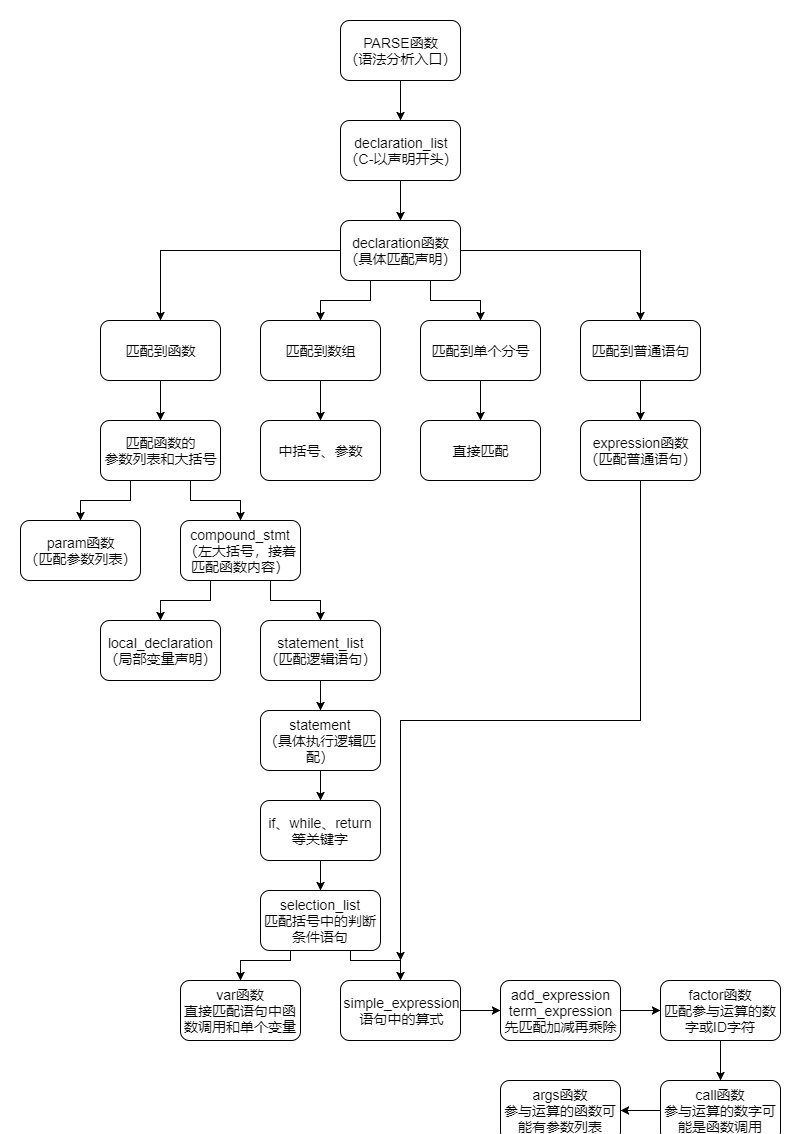 PARSE函数
（语法分析入口）
declaration_list
（C-以声明开头）
declaration函数
（具体匹配声明）
匹配到函数
匹配到数组
匹配到单个分号
匹配到普通语句
匹配函数的
参数列表和大括号
中括号、参数
直接匹配
expression函数
（匹配普通语句）
param函数
（匹配参数列表）
compound_stmt
（左大括号，接着
匹配函数内容）
local_declaration
（局部变量声明）
statement_list
（匹配逻辑语句）
statement
（具体执行逻辑匹
配）
if、while、return
等关键字
selection_list
匹配括号中的判断
条件语句
var函数
直接匹配语句中函
数调用和单个变量
simple_expression
语句中的算式
add_expression
term_expression
先匹配加减再乘除
factor函数
匹配参与运算的数
字或ID字符
args函数
参与运算的函数可
能有参数列表
call函数
参与运算的数字可
能是函数调用